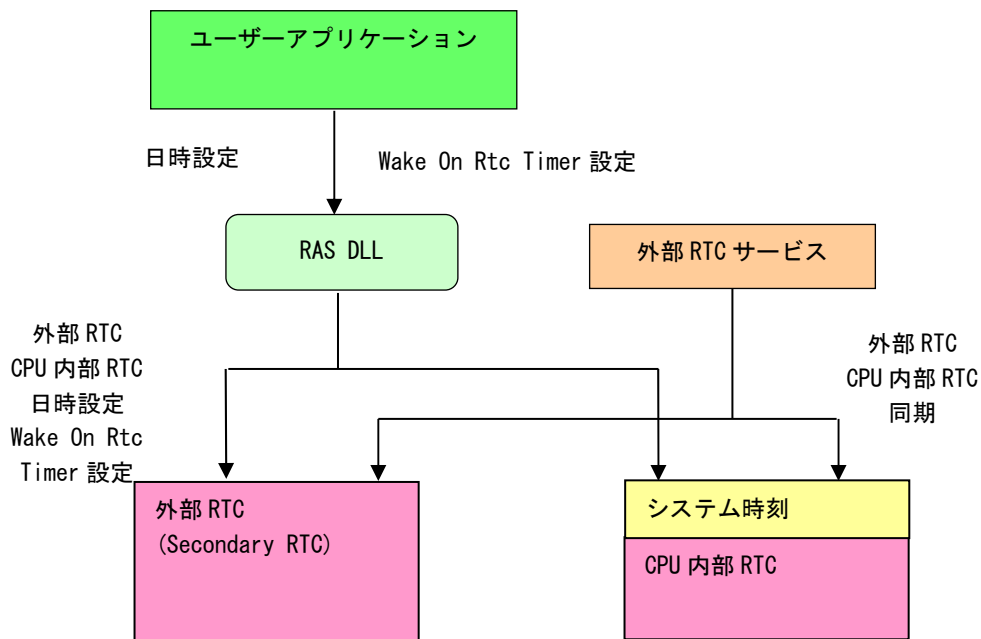 ユーザーアプリケーション
日時設定
Wake On Rtc Timer 設定
RAS DLL
外部 RTC サービス
外部 RTC
CPU 内部 RTC
日時設定
Wake On Rtc
Timer 設定
外部 RTC
CPU 内部 RTC
同期
外部 RTC
(Secondary RTC)
システム時刻
CPU 内部 RTC